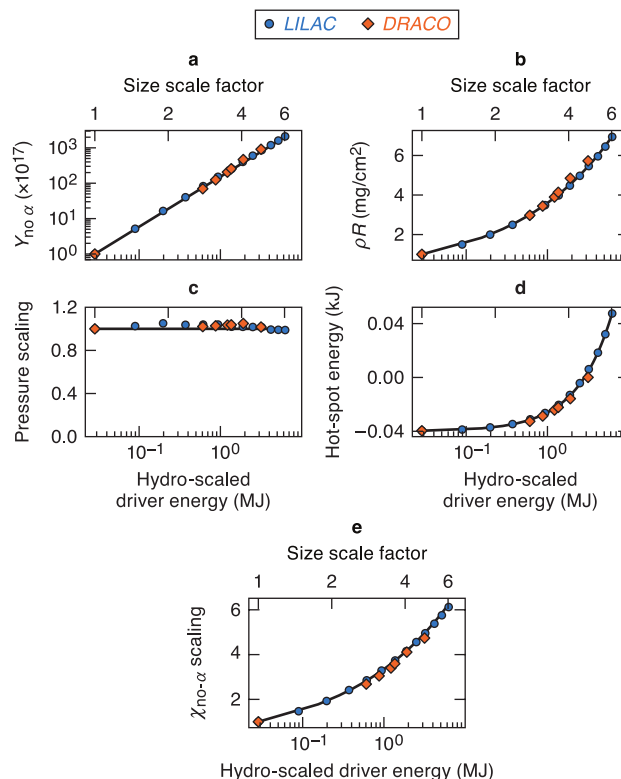 LILAC DRACO
a
Size scale factor
1 2 4 6
10³
10²
10¹
10⁰
Y_no α (×10¹⁷)
b
Size scale factor
1 2 4 6
6
4
2
ρR (mg/cm2)
c
1.2
0.8
0.4
0.0
Pressure scaling
10⁻¹ 10⁰
Hydro-scaled
driver energy (MJ)
d
0.04
0.00
−0.04
Hot-spot energy (kJ)
10⁻¹ 10⁰
Hydro-scaled
driver energy (MJ)
e
Size scale factor
1 2 4 6
6
4
2
χ_no-α scaling
10⁻¹ 10⁰
Hydro-scaled driver energy (MJ)